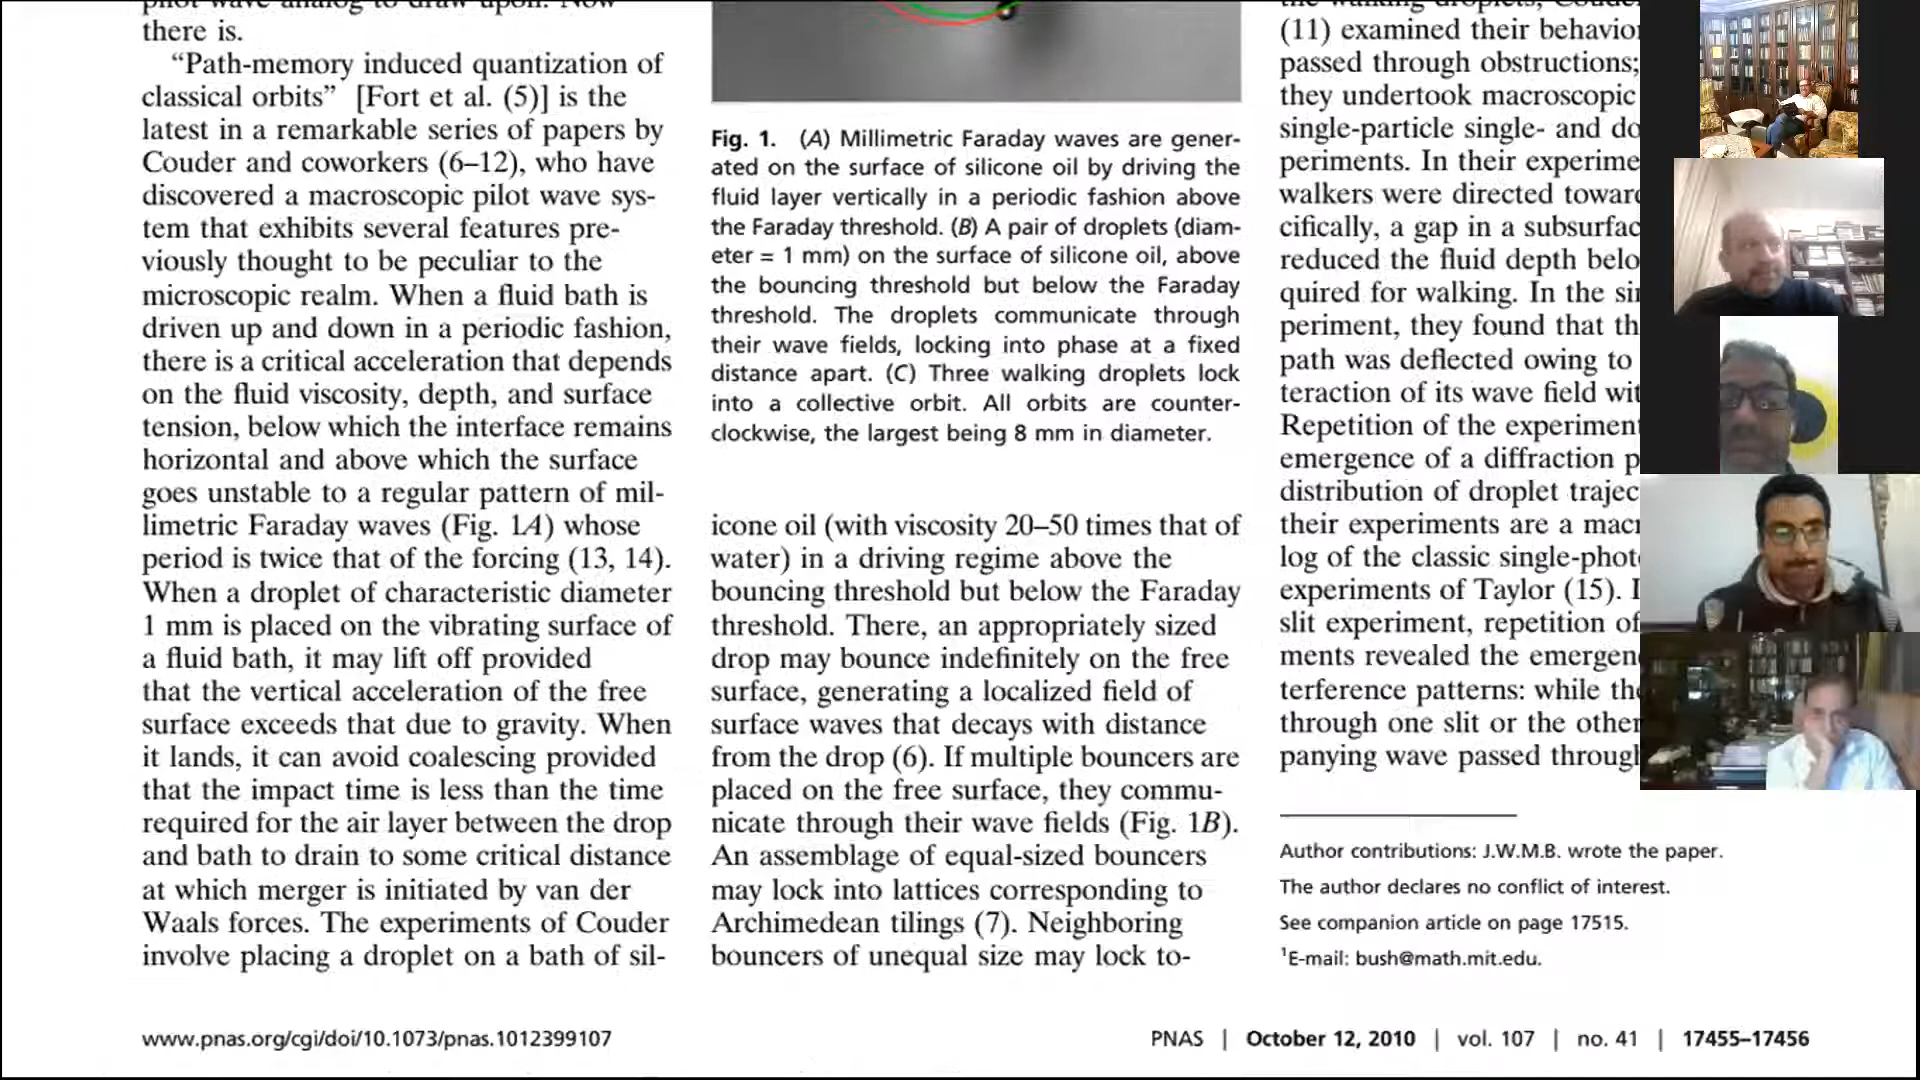 there is.
“Path-memory induced quantization of
classical orbits” [Fort et al. (5)] is the
latest in a remarkable series of papers by
Couder and coworkers (6–12), who have
discovered a macroscopic pilot wave sys-
tem that exhibits several features pre-
viously thought to be peculiar to the
microscopic realm. When a fluid bath is
driven up and down in a periodic fashion,
there is a critical acceleration that depends
on the fluid viscosity, depth, and surface
tension, below which the interface remains
horizontal and above which the surface
goes unstable to a regular pattern of mil-
limetric Faraday waves (Fig. 1A) whose
period is twice that of the forcing (13, 14).
When a droplet of characteristic diameter
1 mm is placed on the vibrating surface of
a fluid bath, it may lift off provided
that the vertical acceleration of the free
surface exceeds that due to gravity. When
it lands, it can avoid coalescing provided
that the impact time is less than the time
required for the air layer between the drop
and bath to drain to some critical distance
at which merger is initiated by van der
Waals forces. The experiments of Couder
involve placing a droplet on a bath of sil-
Fig. 1. (A) Millimetric Faraday waves are gener-
ated on the surface of silicone oil by driving the
fluid layer vertically in a periodic fashion above
the Faraday threshold. (B) A pair of droplets (diam-
eter = 1 mm) on the surface of silicone oil, above
the bouncing threshold but below the Faraday
threshold. The droplets communicate through
their wave fields, locking into phase at a fixed
distance apart. (C) Three walking droplets lock
into a collective orbit. All orbits are counter-
clockwise, the largest being 8 mm in diameter.
icone oil (with viscosity 20–50 times that of
water) in a driving regime above the
bouncing threshold but below the Faraday
threshold. There, an appropriately sized
drop may bounce indefinitely on the free
surface, generating a localized field of
surface waves that decays with distance
from the drop (6). If multiple bouncers are
placed on the free surface, they commu-
nicate through their wave fields (Fig. 1B).
An assemblage of equal-sized bouncers
may lock into lattices corresponding to
Archimedean tilings (7). Neighboring
bouncers of unequal size may lock to-
(11) examined their behavio
passed through obstructions;
they undertook macroscopic
single-particle single- and do
periments. In their experime
walkers were directed toward
cifically, a gap in a subsurfac
reduced the fluid depth belo
quired for walking. In the si
periment, they found that th
path was deflected owing to
teraction of its wave field wit
Repetition of the experiment
emergence of a diffraction p
distribution of droplet trajec
their experiments are a mac
log of the classic single-phot
experiments of Taylor (15). I
slit experiment, repetition of
ments revealed the emergen
terference patterns: while the
through one slit or the other
panying wave passed through
Author contributions: J.W.M.B. wrote the paper.
The author declares no conflict of interest.
See companion article on page 17515.
1E-mail: bush@math.mit.edu.
www.pnas.org/cgi/doi/10.1073/pnas.1012399107
PNAS | October 12, 2010 | vol. 107 | no. 41 | 17455–17456